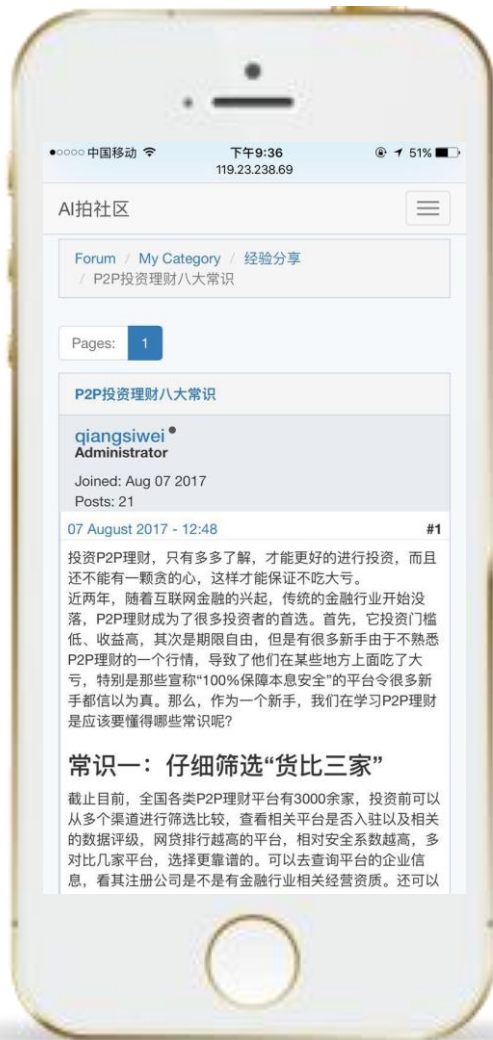 中国移动 下午9:36 51%
119.23.238.69
AI拍社区
Forum / My Category / 经验分享
/ P2P投资理财八大常识
Pages: 1
P2P投资理财八大常识
qiangsiwei
Administrator
Joined: Aug 07 2017
Posts: 21
07 August 2017 - 12:48 #1
投资P2P理财，只有多多了解，才能更好的进行投资，而且
还不能有一颗贪的心，这样才能保证不吃大亏。
近两年，随着互联网金融的兴起，传统的金融行业开始没
落，P2P理财成为了很多投资者的首选。首先，它投资门槛
低、收益高，其次是期限自由，但是有很多新手由于不熟悉
P2P理财的一个行情，导致了他们在某些地方上面吃了大
亏，特别是那些宣称“100%保障本息安全”的平台令很多新
手都信以为真。那么，作为一个新手，我们在学习P2P理财
是应该要懂得哪些常识呢？
常识一：仔细筛选“货比三家”
截止目前，全国各类P2P理财平台有3000余家，投资前可以
从多个渠道进行筛选比较，查看相关平台是否入驻以及相关
的数据评级，网贷排行越高的平台，相对安全系数越高，多
对比几家平台，选择更靠谱的。可以去查询平台的企业信
息，看其注册公司是不是有金融行业相关经营资质。还可以